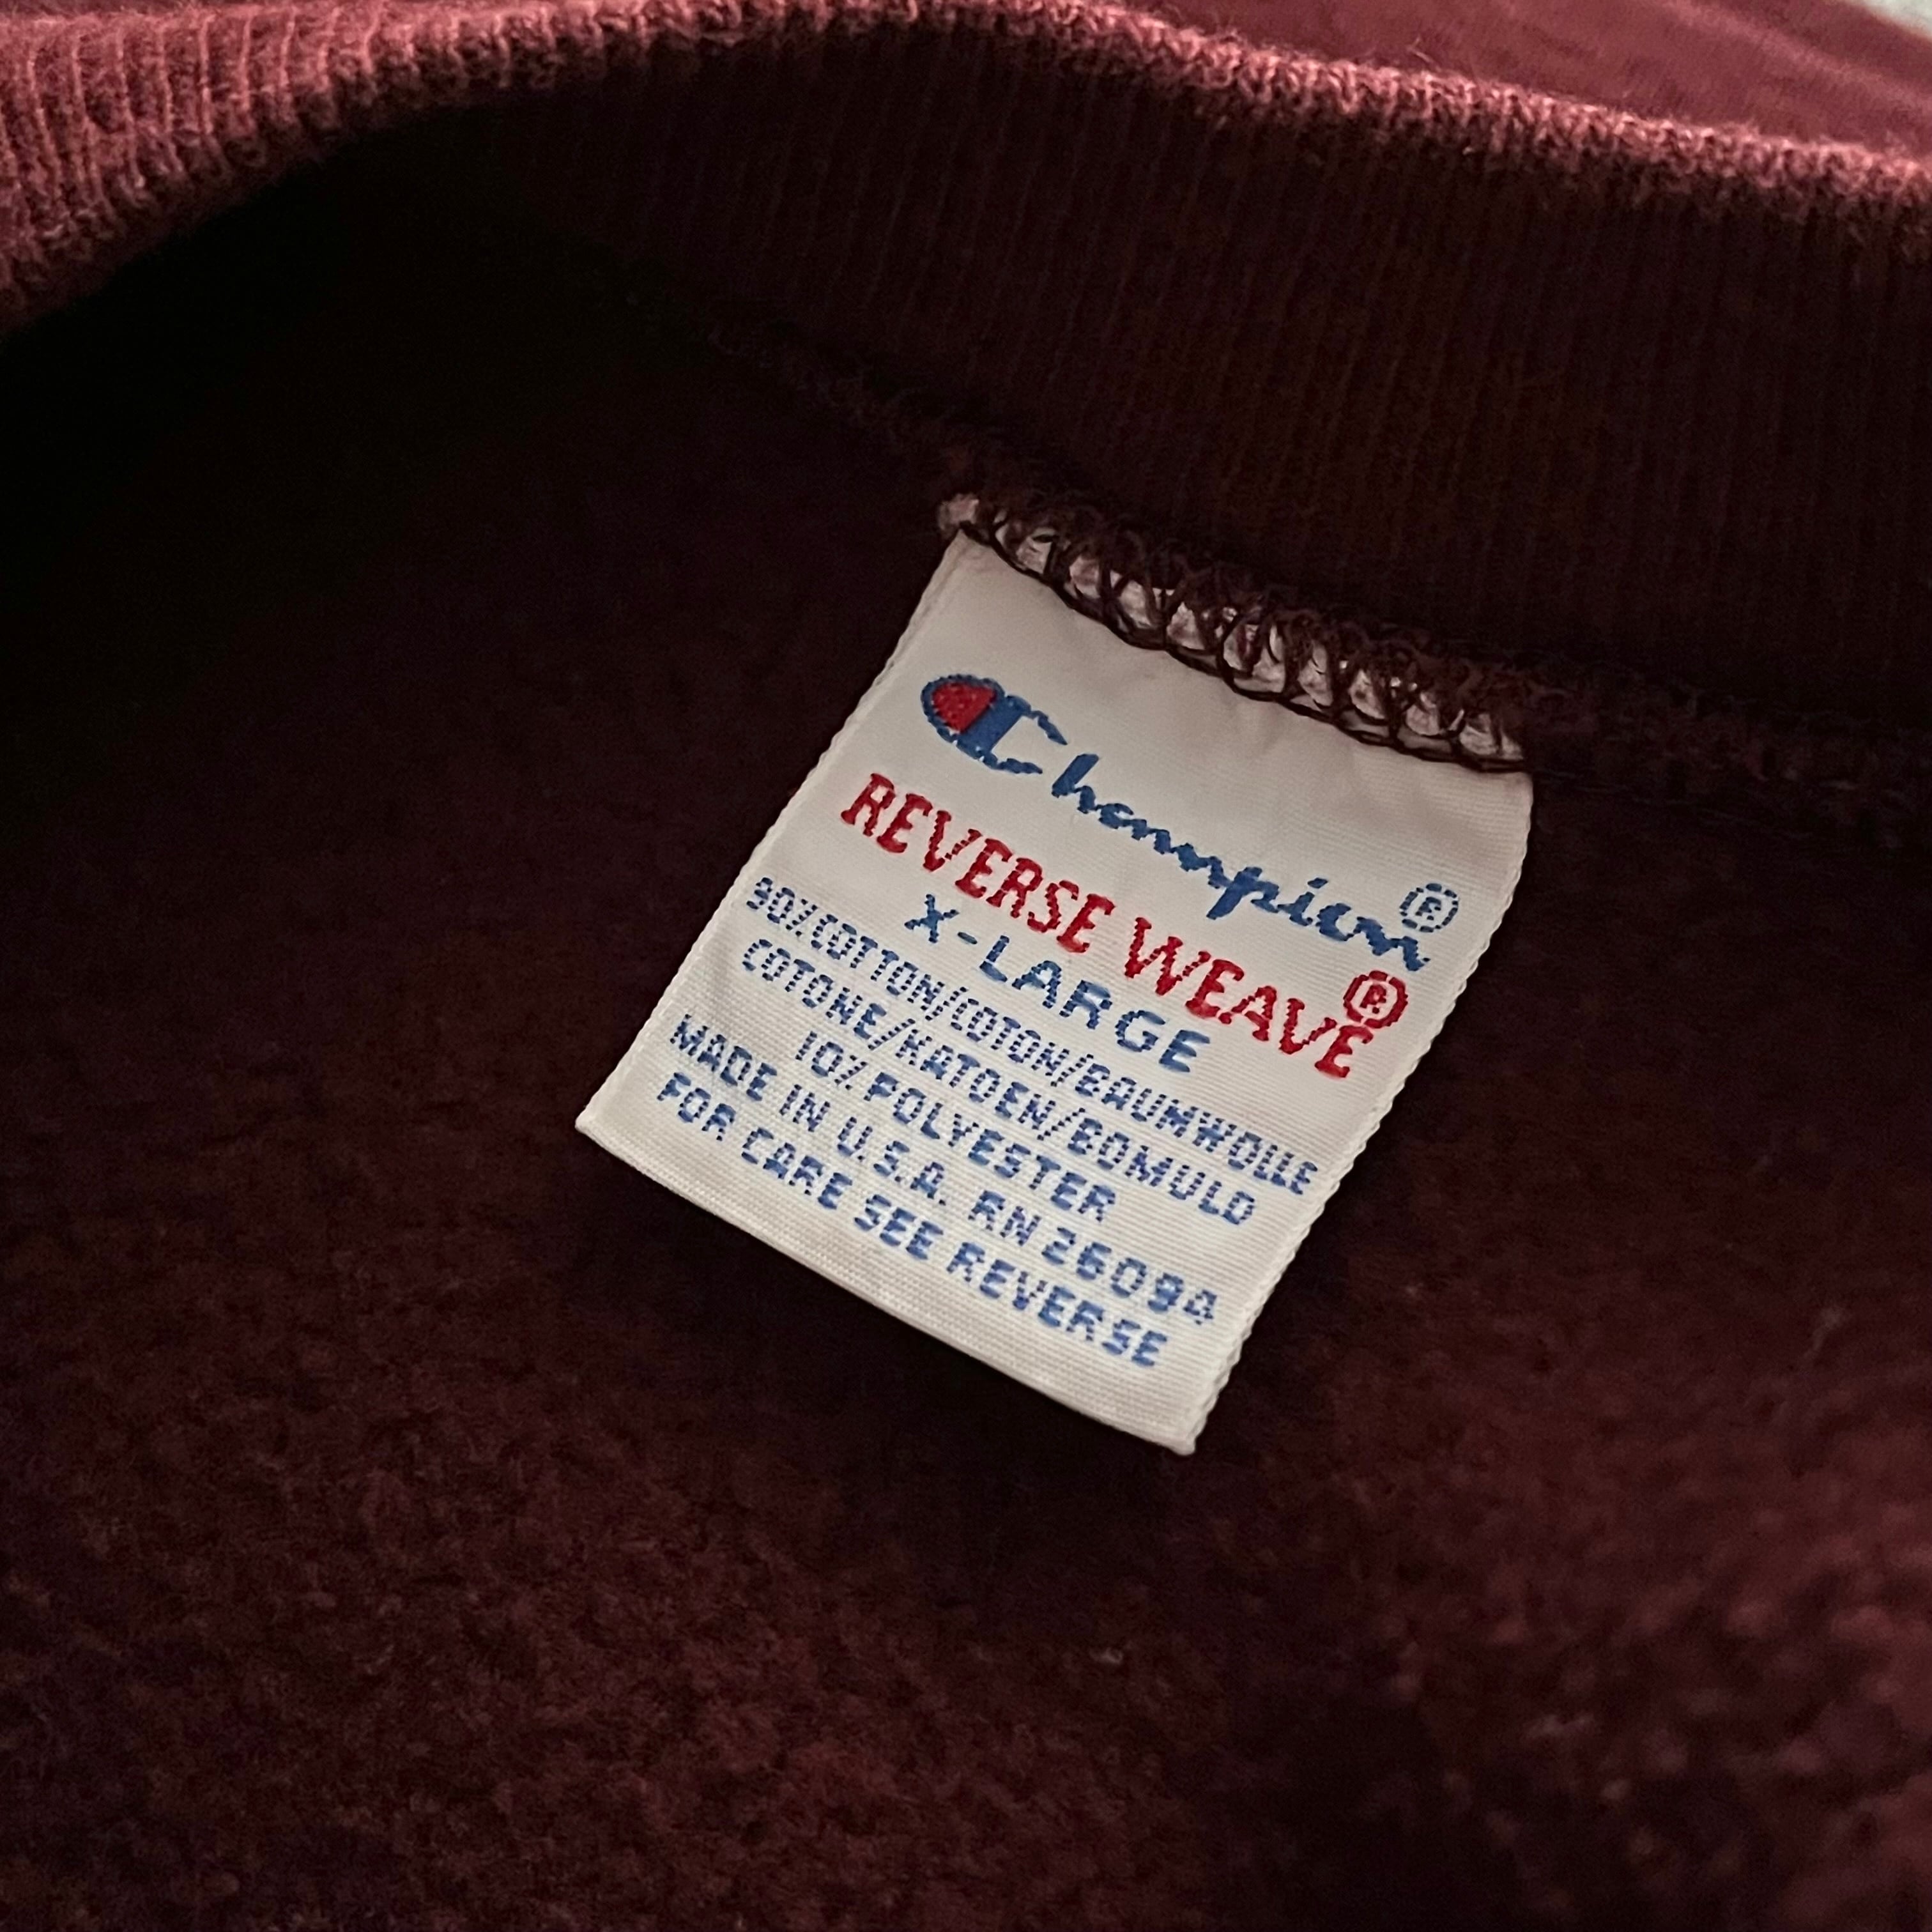 Champion®
REVERSE WEAVE®
X-LARGE
90%COTTON/COTON/BAUMWOLLE
COTONE/KATOEN/BOMULD
10% POLYESTER
MADE IN U.S.A. RN 26094
FOR CARE SEE REVERSE